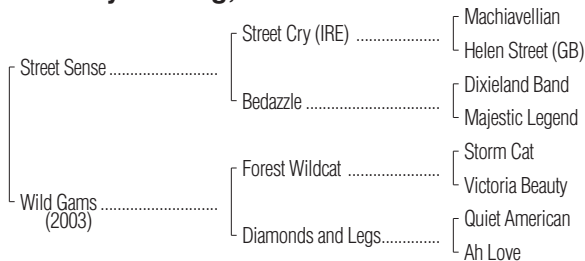 Machiavellian
Street Cry (IRE) ..................
Helen Street (GB)
Street Sense .......................
Dixieland Band
Bedazzle .............................
Majestic Legend
Storm Cat
Forest Wildcat ....................
Victoria Beauty
Wild Gams .........................
(2003)
Quiet American
Diamonds and Legs..............
Ah Love